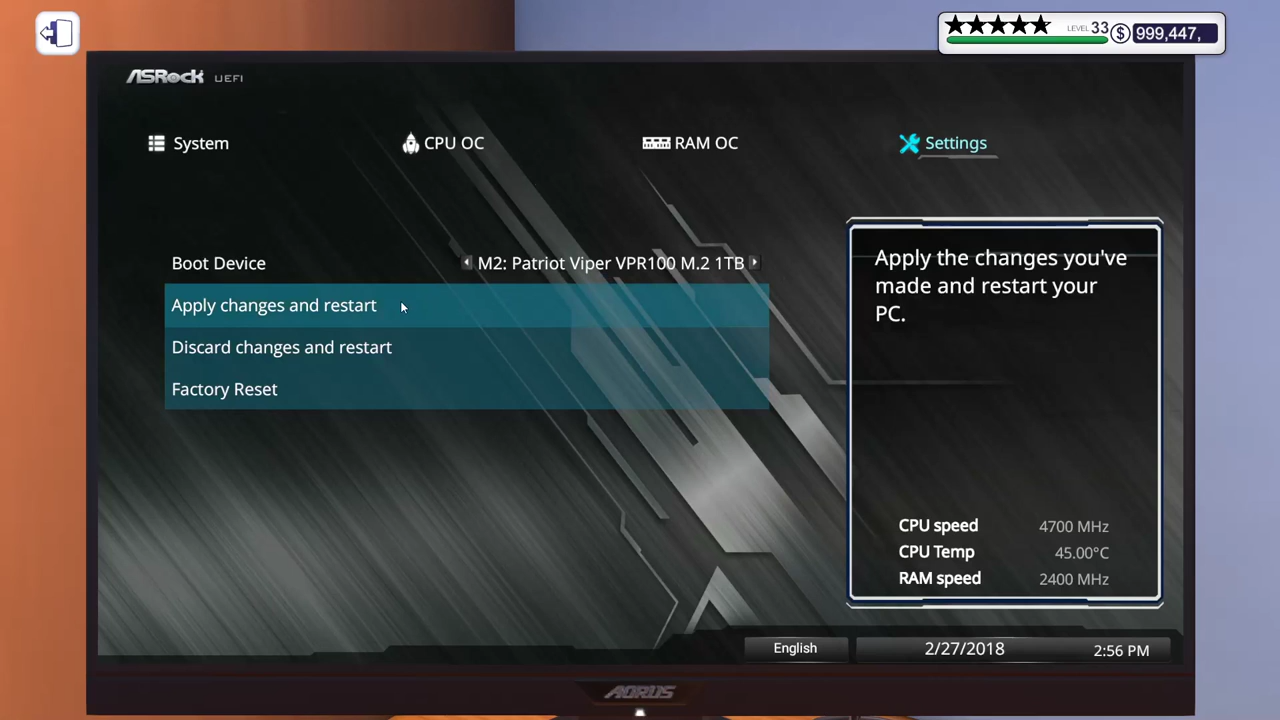 LEVEL 33
$ 999,447,
ASRock UEFI
System
CPU OC
RAM OC
Settings
Boot Device
M2: Patriot Viper VPR100 M.2 1TB
Apply changes and restart
Discard changes and restart
Factory Reset
Apply the changes you've
made and restart your
PC.
CPU speed 4700 MHz
CPU Temp 45.00°C
RAM speed 2400 MHz
English
2/27/2018
2:56 PM
AORUS